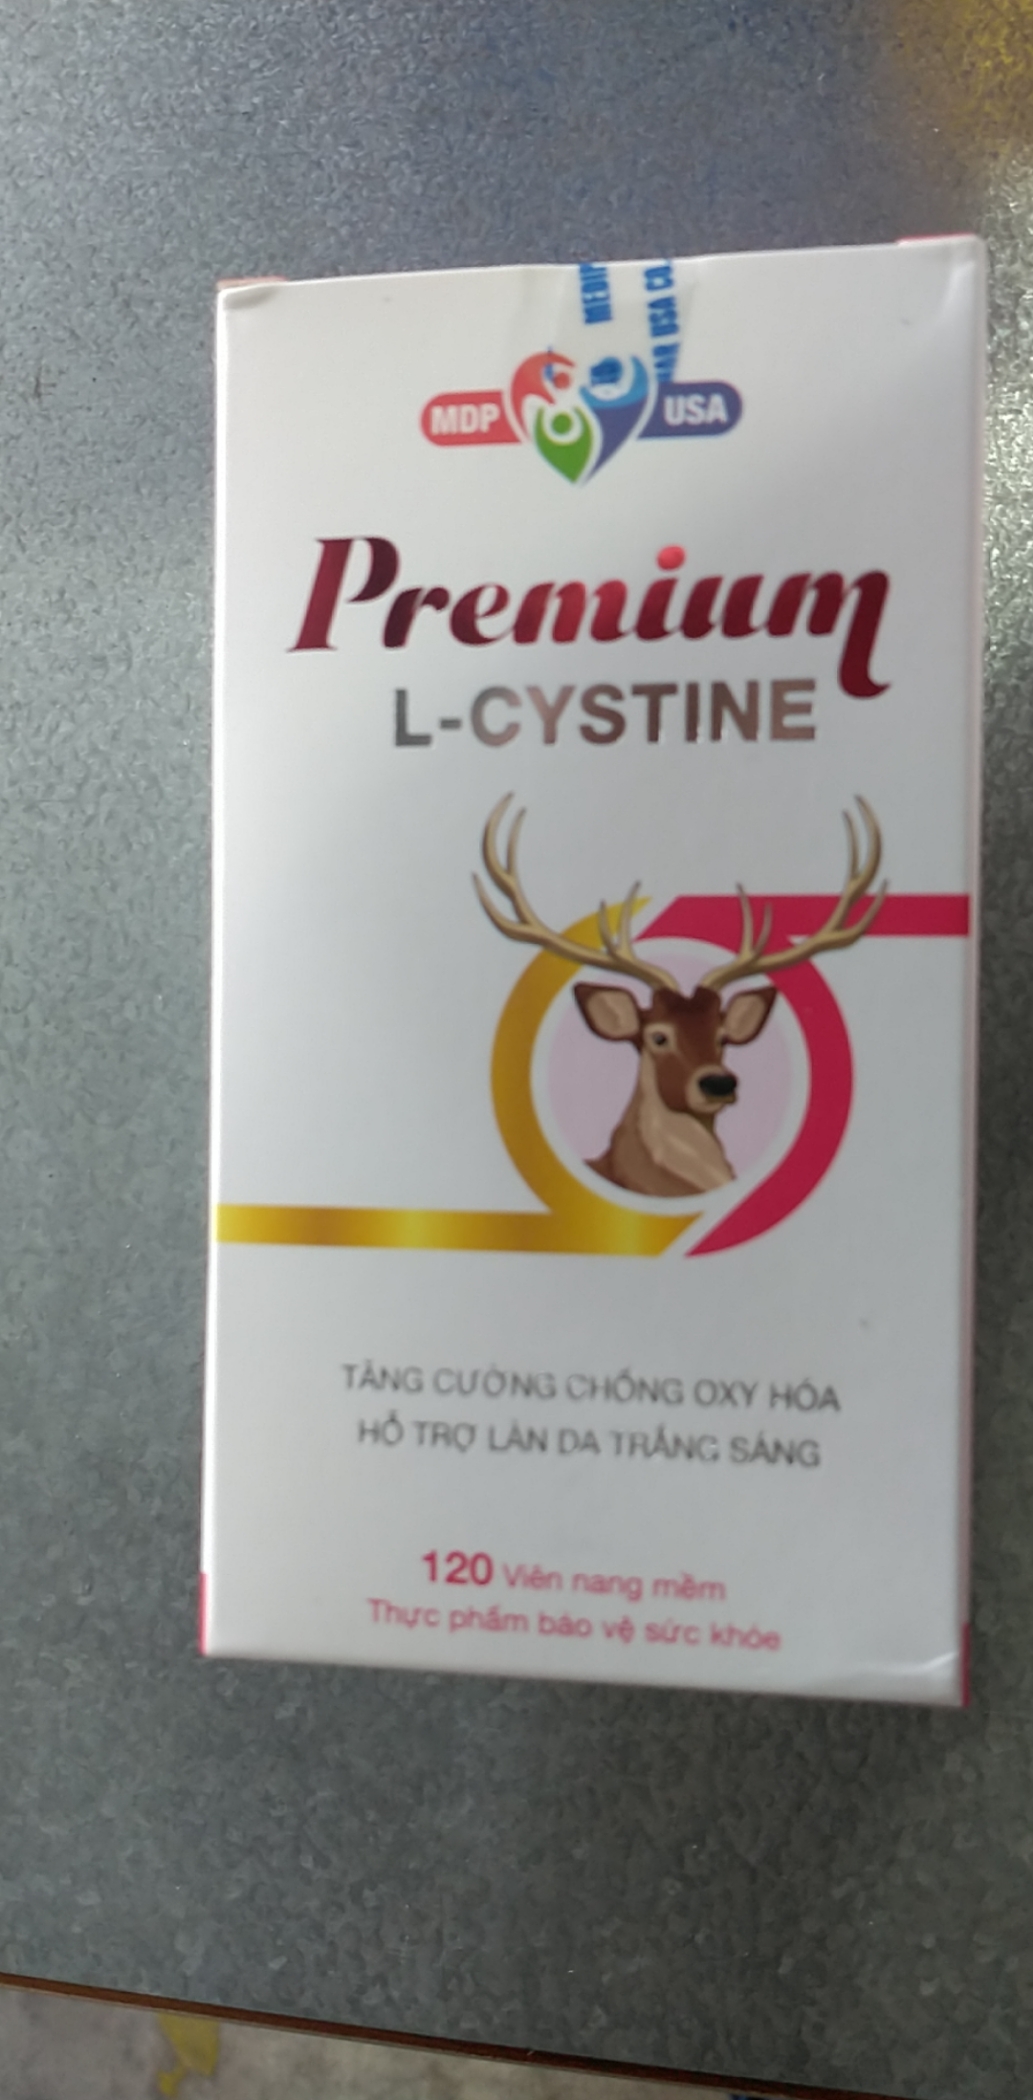 MDP USA
Premium
L-CYSTINE
TĂNG CƯỜNG CHỐNG OXY HÓA
HỖ TRỢ LÀN DA TRẮNG SÁNG
120 Viên nang mềm
Thực phẩm bảo vệ sức khỏe